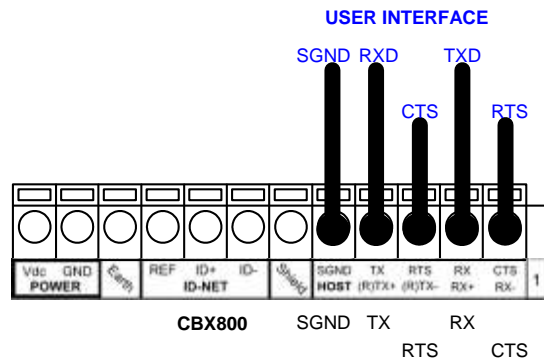 USER INTERFACE
SGND RXD TXD
CTS RTS
Vdc GND Earth REF ID+ ID- Shield SGND TX RTS RX CTS
POWER ID-NET HOST (R)TX+ (R)TX- RX+ RX- 1
CBX800 SGND TX RX
RTS CTS